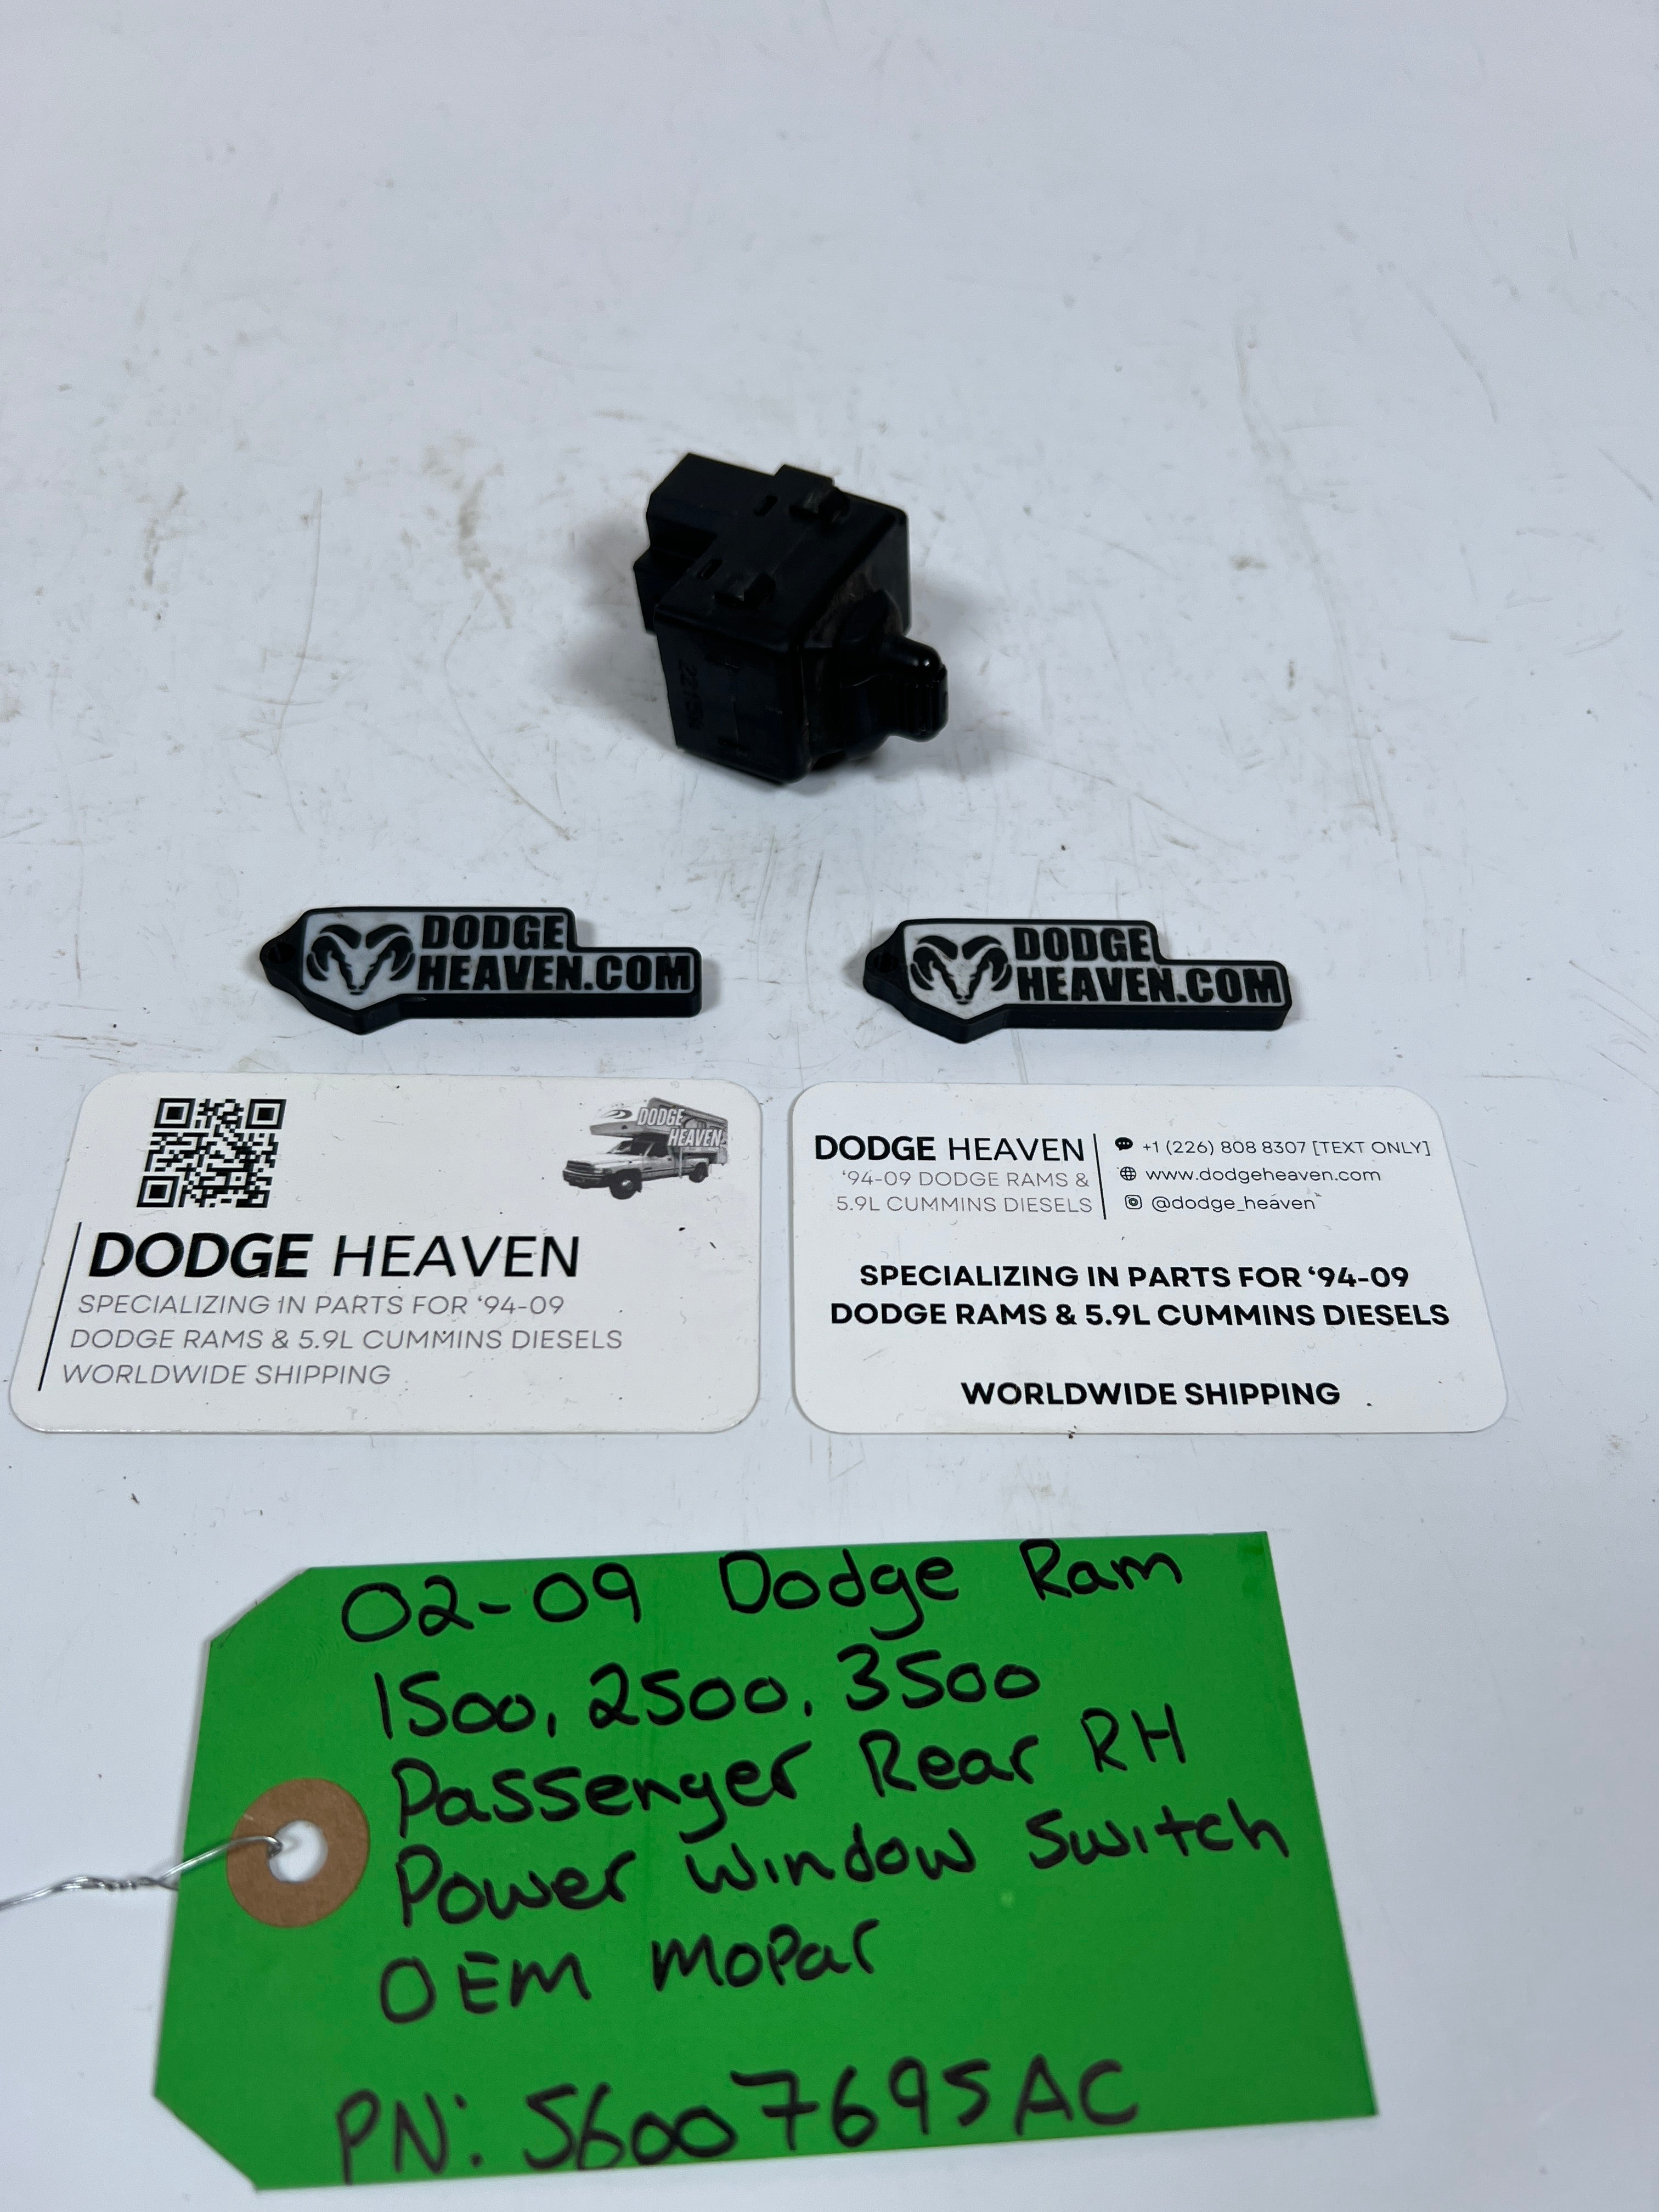 DODGE
HEAVEN.COM
DODGE
HEAVEN.COM
DODGE
HEAVEN
DODGE HEAVEN
SPECIALIZING IN PARTS FOR ‘94-09
DODGE RAMS & 5.9L CUMMINS DIESELS
WORLDWIDE SHIPPING
DODGE HEAVEN
‘94-09 DODGE RAMS &
5.9L CUMMINS DIESELS
+1 (226) 808 8307 [TEXT ONLY]
www.dodgeheaven.com
@dodge_heaven
SPECIALIZING IN PARTS FOR ‘94-09
DODGE RAMS & 5.9L CUMMINS DIESELS
WORLDWIDE SHIPPING
02-09 Dodge Ram
1500, 2500, 3500
Passenger Rear RH
Power Window Switch
OEM Mopar
PN: 56007695AC